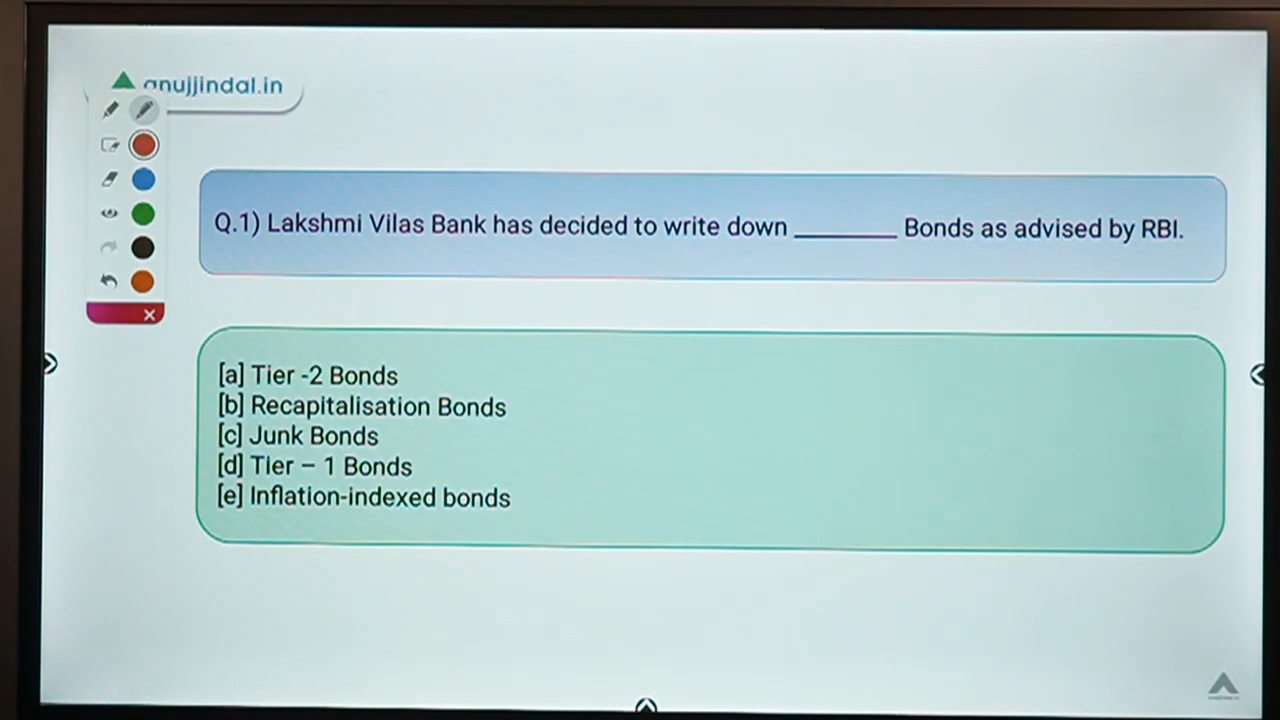 anujjindal.in
Q.1) Lakshmi Vilas Bank has decided to write down ________ Bonds as advised by RBI.
[a] Tier -2 Bonds
[b] Recapitalisation Bonds
[c] Junk Bonds
[d] Tier – 1 Bonds
[e] Inflation-indexed bonds